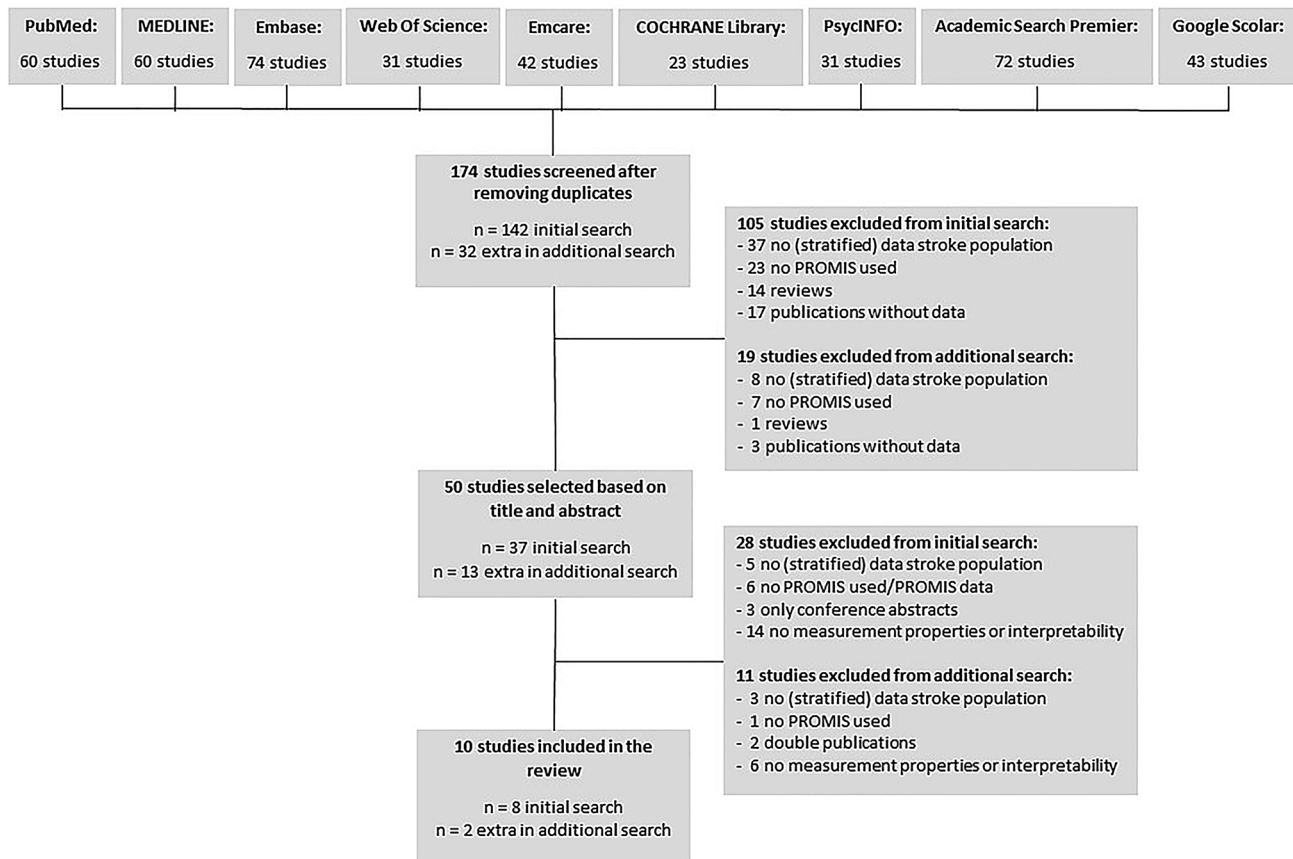 PubMed:
60 studies
MEDLINE:
60 studies
Embase:
74 studies
Web Of Science:
31 studies
Emcare:
42 studies
COCHRANE Library:
23 studies
PsycINFO:
31 studies
Academic Search Premier:
72 studies
Google Scolar:
43 studies
174 studies screened after
removing duplicates
n = 142 initial search
n = 32 extra in additional search
105 studies excluded from initial search:
- 37 no (stratified) data stroke population
- 23 no PROMIS used
- 14 reviews
- 17 publications without data
19 studies excluded from additional search:
- 8 no (stratified) data stroke population
- 7 no PROMIS used
- 1 reviews
- 3 publications without data
50 studies selected based on
title and abstract
n = 37 initial search
n = 13 extra in additional search
28 studies excluded from initial search:
- 5 no (stratified) data stroke population
- 6 no PROMIS used/PROMIS data
- 3 only conference abstracts
- 14 no measurement properties or interpretability
11 studies excluded from additional search:
- 3 no (stratified) data stroke population
- 1 no PROMIS used
- 2 double publications
- 6 no measurement properties or interpretability
10 studies included in the
review
n = 8 initial search
n = 2 extra in additional search